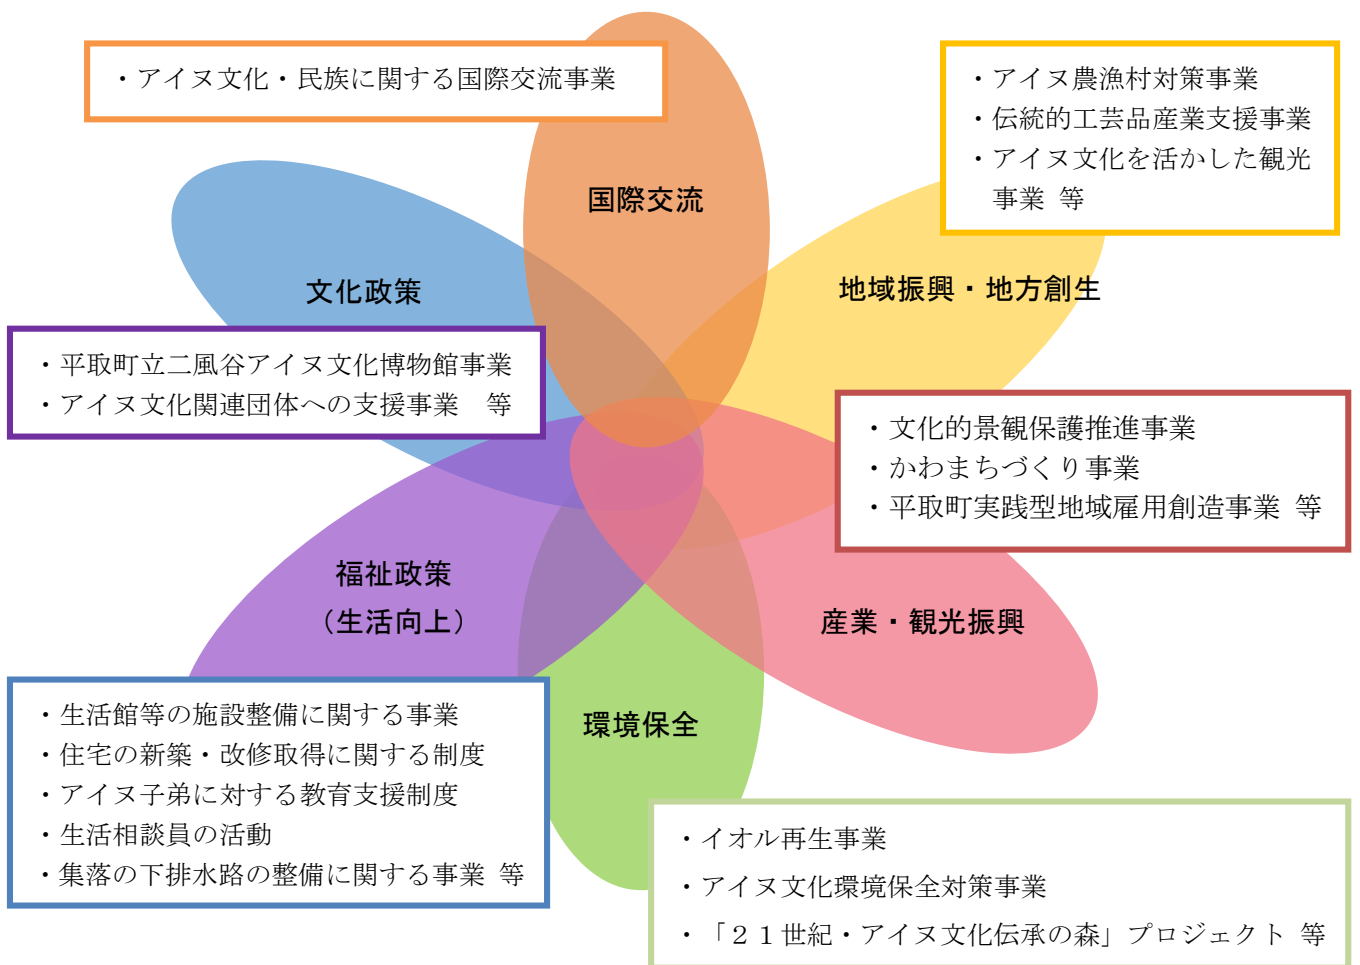 ・アイヌ文化・民族に関する国際交流事業
国際交流
・アイヌ農漁村対策事業
・伝統的工芸品産業支援事業
・アイヌ文化を活かした観光
事業 等
地域振興・地方創生
文化政策
・平取町立二風谷アイヌ文化博物館事業
・アイヌ文化関連団体への支援事業　等
・文化的景観保護推進事業
・かわまちづくり事業
・平取町実践型地域雇用創造事業 等
産業・観光振興
福祉政策
（生活向上）
・生活館等の施設整備に関する事業
・住宅の新築・改修取得に関する制度
・アイヌ子弟に対する教育支援制度
・生活相談員の活動
・集落の下排水路の整備に関する事業 等
環境保全
・イオル再生事業
・アイヌ文化環境保全対策事業
・「２１世紀・アイヌ文化伝承の森」プロジェクト 等